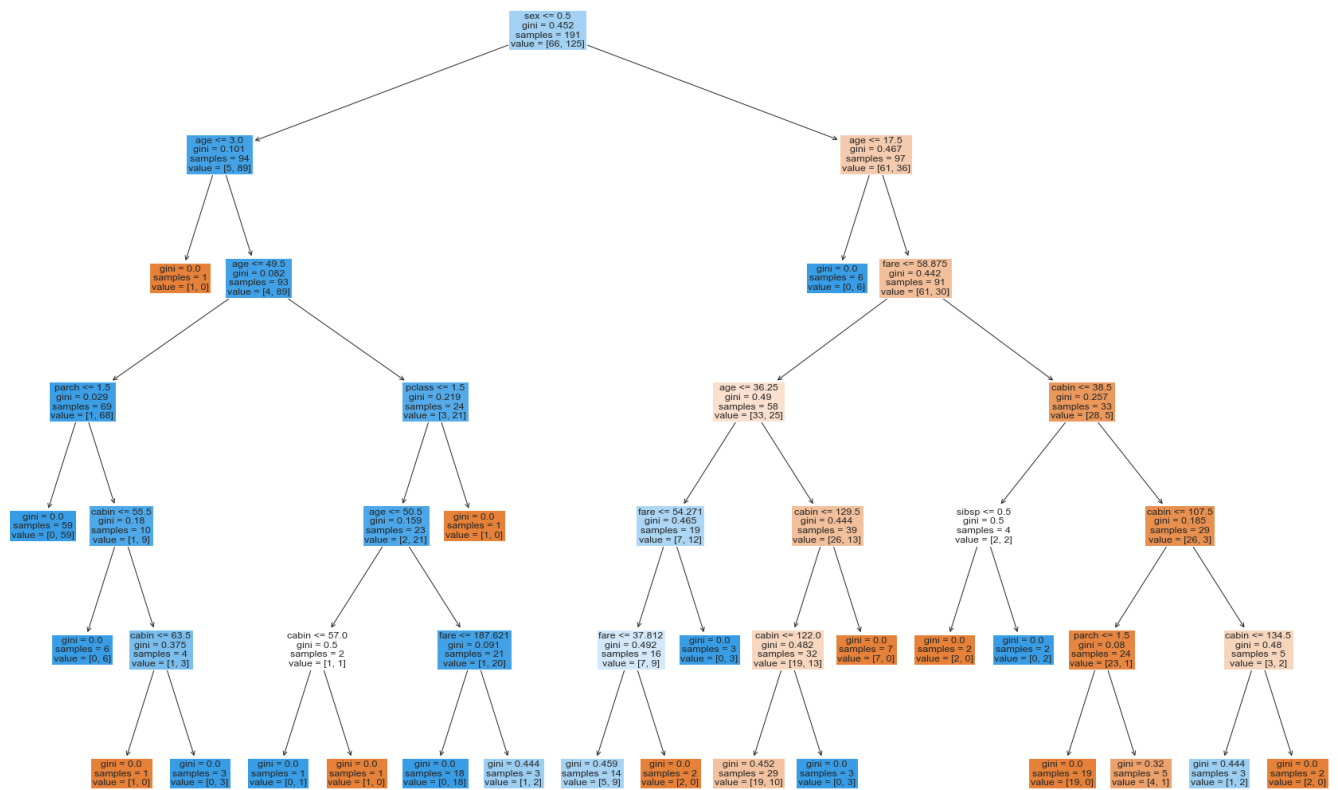 sex <= 0.5
gini = 0.452
samples = 191
value = [66, 125]
age <= 3.0
gini = 0.101
samples = 94
value = [5, 89]
age <= 17.5
gini = 0.467
samples = 97
value = [61, 36]
gini = 0.0
samples = 1
value = [1, 0]
age <= 49.5
gini = 0.082
samples = 93
value = [4, 89]
gini = 0.0
samples = 6
value = [0, 6]
fare <= 58.875
gini = 0.442
samples = 91
value = [61, 30]
parch <= 1.5
gini = 0.029
samples = 69
value = [1, 68]
pclass <= 1.5
gini = 0.219
samples = 24
value = [3, 21]
age <= 36.25
gini = 0.49
samples = 58
value = [33, 25]
cabin <= 38.5
gini = 0.257
samples = 33
value = [28, 5]
gini = 0.0
samples = 59
value = [0, 59]
cabin <= 55.5
gini = 0.18
samples = 10
value = [1, 9]
age <= 50.5
gini = 0.159
samples = 23
value = [2, 21]
gini = 0.0
samples = 1
value = [1, 0]
fare <= 54.271
gini = 0.465
samples = 19
value = [7, 12]
cabin <= 129.5
gini = 0.444
samples = 39
value = [26, 13]
sibsp <= 0.5
gini = 0.5
samples = 4
value = [2, 2]
cabin <= 107.5
gini = 0.185
samples = 29
value = [26, 3]
gini = 0.0
samples = 6
value = [0, 6]
cabin <= 63.5
gini = 0.375
samples = 4
value = [1, 3]
cabin <= 57.0
gini = 0.5
samples = 2
value = [1, 1]
fare <= 187.621
gini = 0.091
samples = 21
value = [1, 20]
fare <= 37.812
gini = 0.492
samples = 16
value = [7, 9]
gini = 0.0
samples = 3
value = [0, 3]
cabin <= 122.0
gini = 0.482
samples = 32
value = [19, 13]
gini = 0.0
samples = 7
value = [7, 0]
gini = 0.0
samples = 2
value = [2, 0]
gini = 0.0
samples = 2
value = [0, 2]
parch <= 1.5
gini = 0.08
samples = 24
value = [23, 1]
cabin <= 134.5
gini = 0.48
samples = 5
value = [3, 2]
gini = 0.0
samples = 1
value = [1, 0]
gini = 0.0
samples = 3
value = [0, 3]
gini = 0.0
samples = 1
value = [0, 1]
gini = 0.0
samples = 1
value = [1, 0]
gini = 0.0
samples = 18
value = [0, 18]
gini = 0.444
samples = 3
value = [1, 2]
gini = 0.459
samples = 14
value = [5, 9]
gini = 0.0
samples = 2
value = [2, 0]
gini = 0.452
samples = 29
value = [19, 10]
gini = 0.0
samples = 3
value = [0, 3]
gini = 0.0
samples = 19
value = [19, 0]
gini = 0.32
samples = 5
value = [4, 1]
gini = 0.444
samples = 3
value = [1, 2]
gini = 0.0
samples = 2
value = [2, 0]